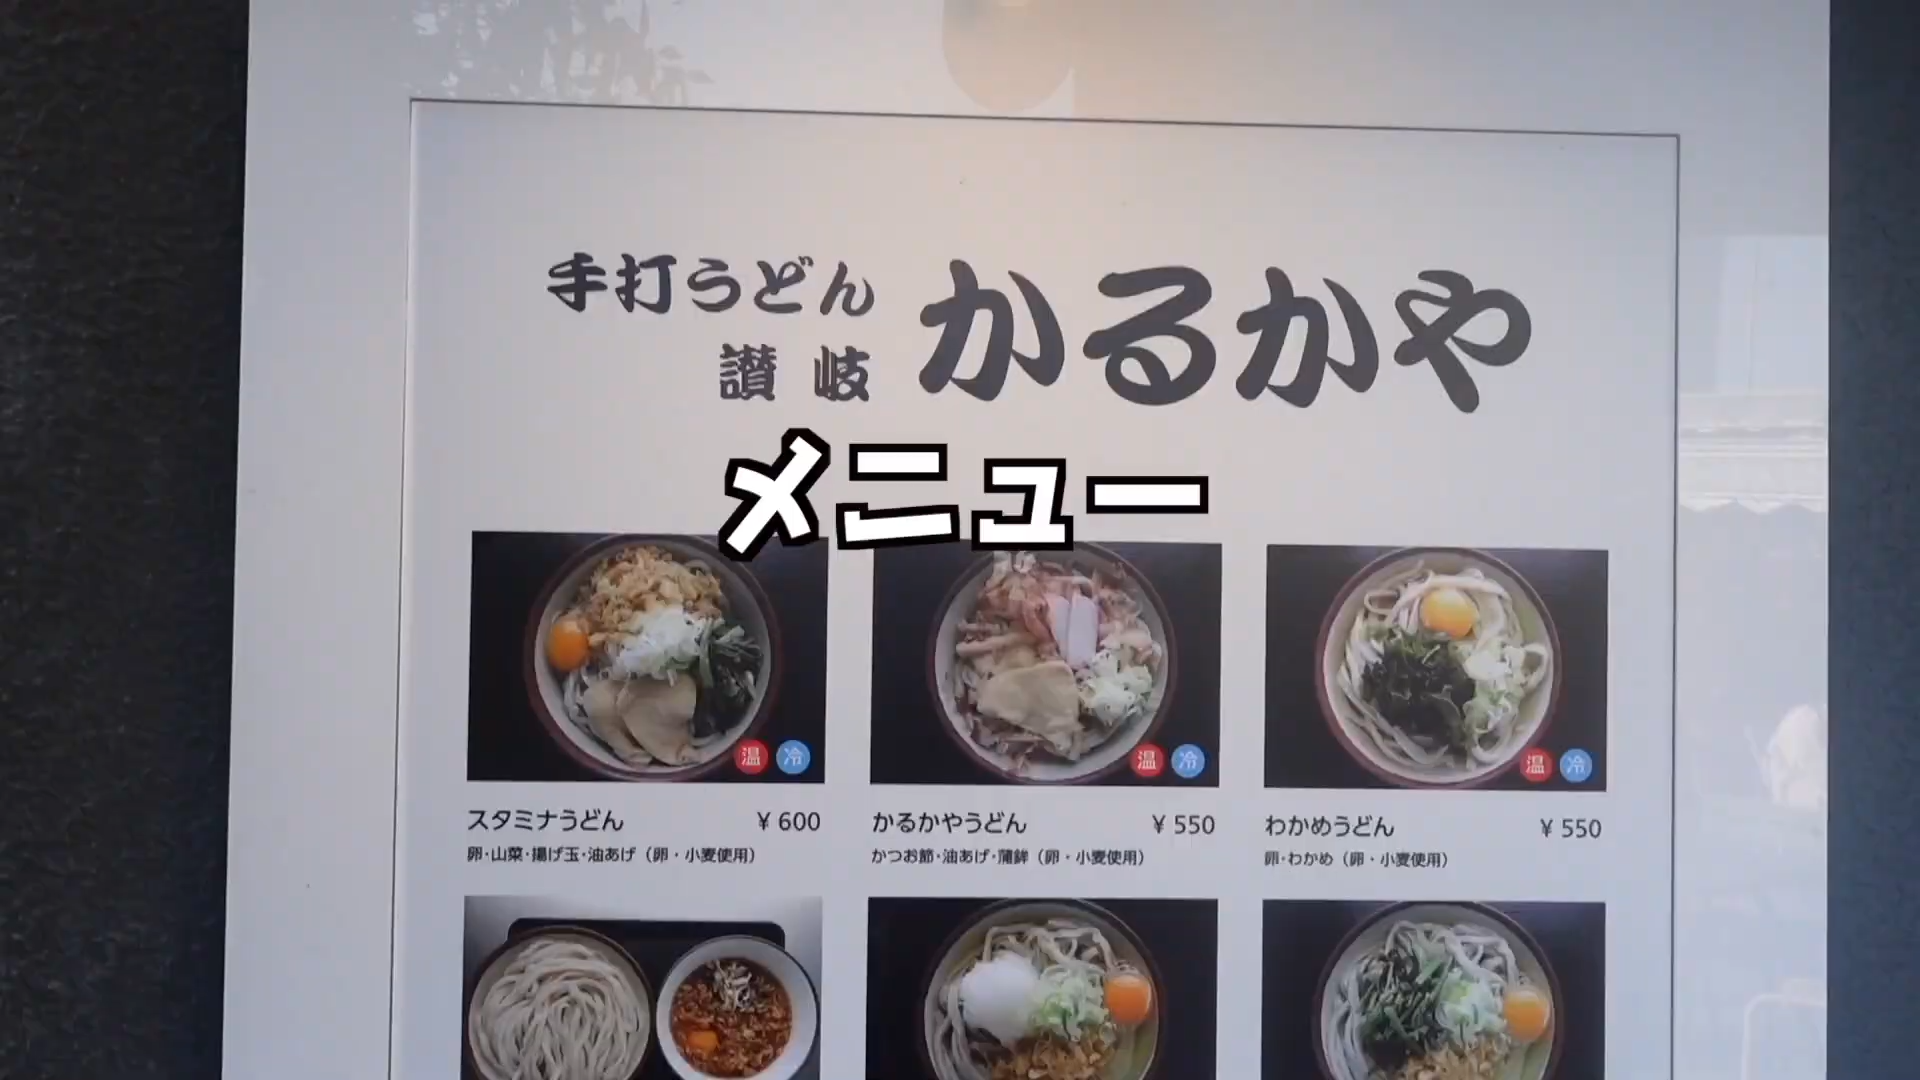 手打うどん
讃岐
かるかや
メニュー
温 冷
温 冷
温 冷
スタミナうどん ¥600
卵･山菜･揚げ玉･油あげ（卵・小麦使用）
かるかやうどん ¥550
かつお節･油あげ･蒲鉾（卵・小麦使用）
わかめうどん ¥550
卵･わかめ（卵・小麦使用）